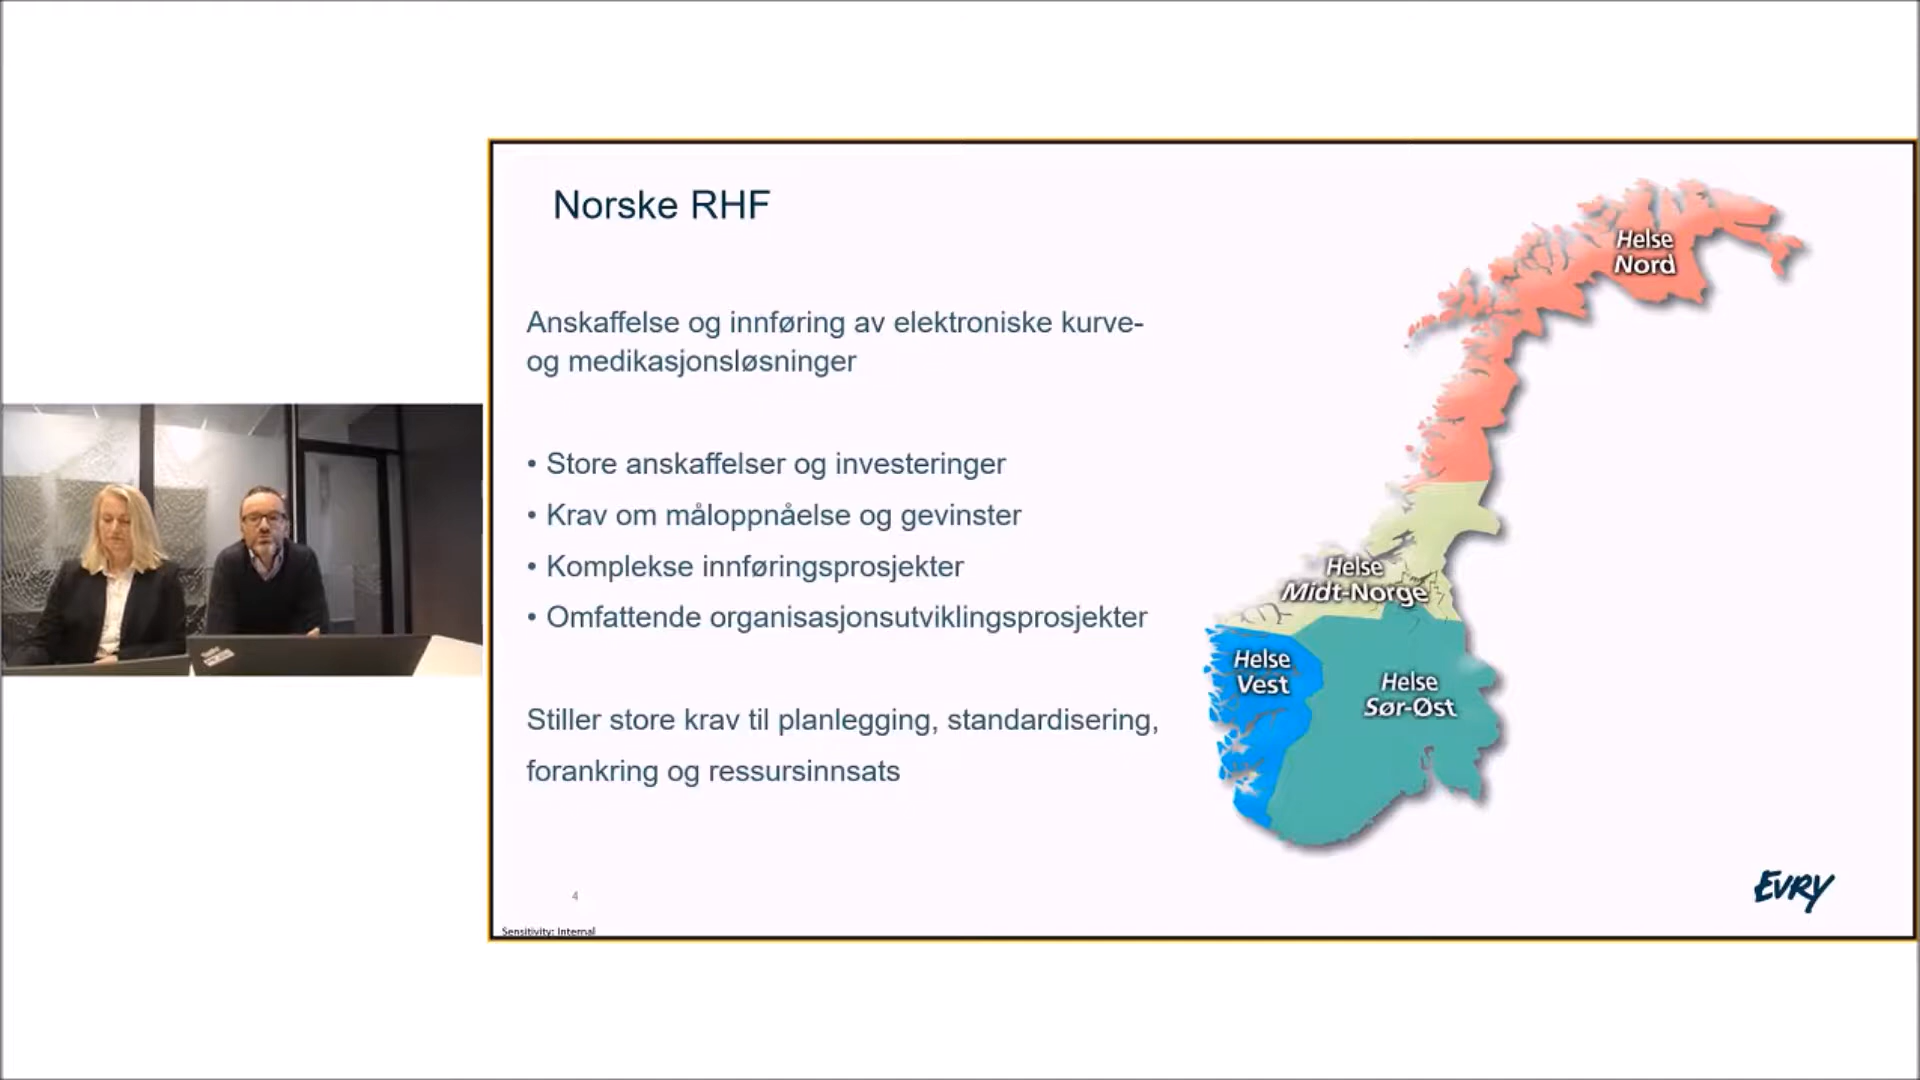 Norske RHF
Anskaffelse og innføring av elektroniske kurve-
og medikasjonsløsninger
• Store anskaffelser og investeringer
• Krav om måloppnåelse og gevinster
• Komplekse innføringsprosjekter
• Omfattende organisasjonsutviklingsprosjekter
Stiller store krav til planlegging, standardisering,
forankring og ressursinnsats
Helse
Nord
Helse
Midt-Norge
Helse
Vest
Helse
Sør-Øst
4
EVRY
Sensitivity: Internal